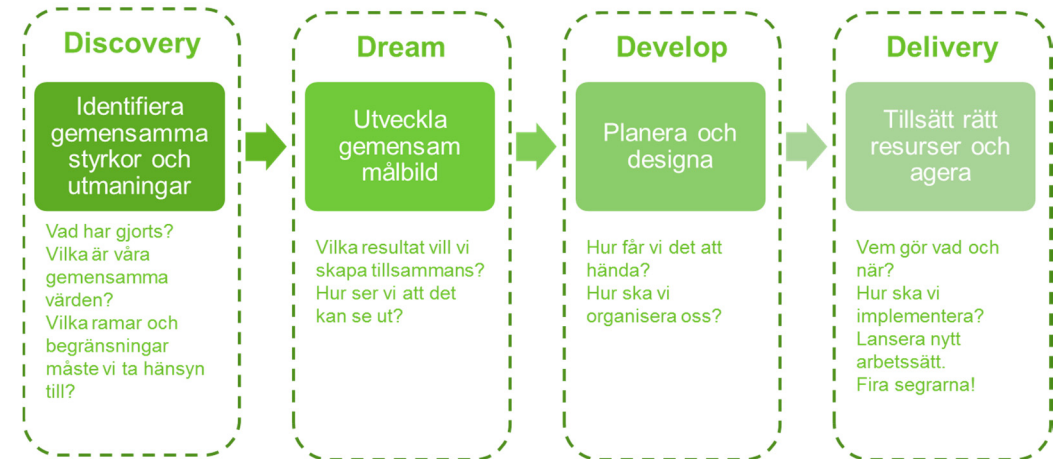 Discovery
Identifiera
gemensamma
styrkor och
utmaningar
Vad har gjorts?
Vilka är våra
gemensamma
värden?
Vilka ramar och
begränsningar
måste vi ta hänsyn
till?
Dream
Utveckla
gemensam
målbild
Vilka resultat vill vi
skapa tillsammans?
Hur ser vi att det
kan se ut?
Develop
Planera och
designa
Hur får vi det att
hända?
Hur ska vi
organisera oss?
Delivery
Tillsätt rätt
resurser och
agera
Vem gör vad och
när?
Hur ska vi
implementera?
Lansera nytt
arbetssätt.
Fira segrarna!